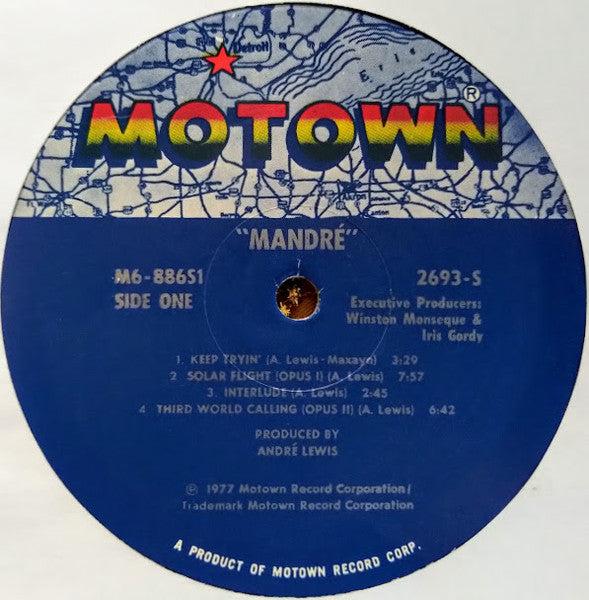 Detroit
Erie
MOTOWN®
"MANDRÉ"
M6-886S1
SIDE ONE
2693-S
Executive Producers:
Winston Monseque &
Iris Gordy
1. KEEP TRYIN' (A. Lewis-Maxayn) 3:29
2. SOLAR FLIGHT (OPUS I) (A. Lewis) 7:57
3. INTERLUDE (A. Lewis) 2:45
4 THIRD WORLD CALLING (OPUS II) (A. Lewis) 6:42
PRODUCED BY
ANDRÉ LEWIS
℗ 1977 Motown Record Corporation/
Trademark Motown Record Corporation
A PRODUCT OF MOTOWN RECORD CORP.